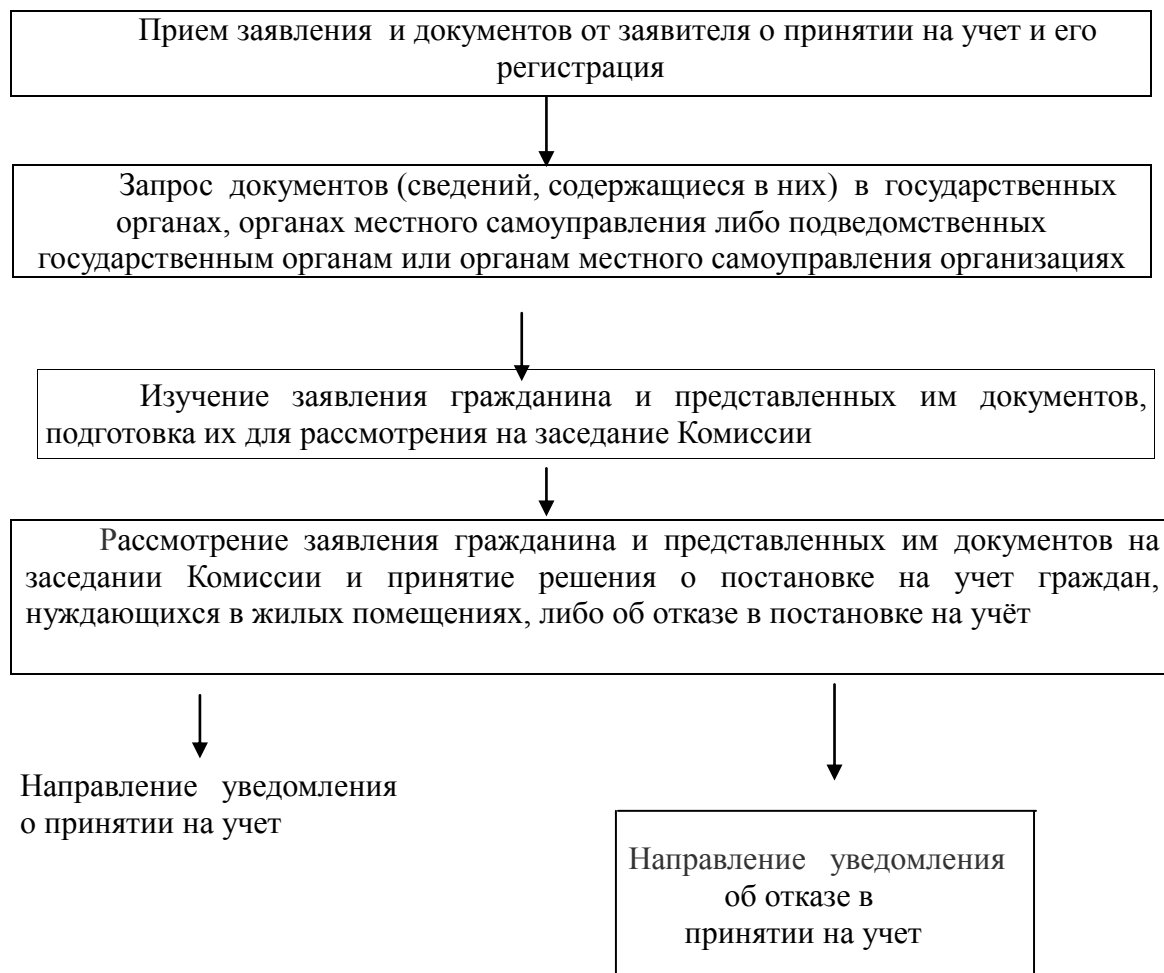 Прием заявления и документов от заявителя о принятии на учет и его
регистрация
Запрос документов (сведений, содержащиеся в них) в государственных
органах, органах местного самоуправления либо подведомственных
государственным органам или органам местного самоуправления организациях
Изучение заявления гражданина и представленных им документов,
подготовка их для рассмотрения на заседание Комиссии
Рассмотрение заявления гражданина и представленных им документов на
заседании Комиссии и принятие решения о постановке на учет граждан,
нуждающихся в жилых помещениях, либо об отказе в постановке на учёт
Направление уведомления
о принятии на учет
Направление уведомления
об отказе в
принятии на учет